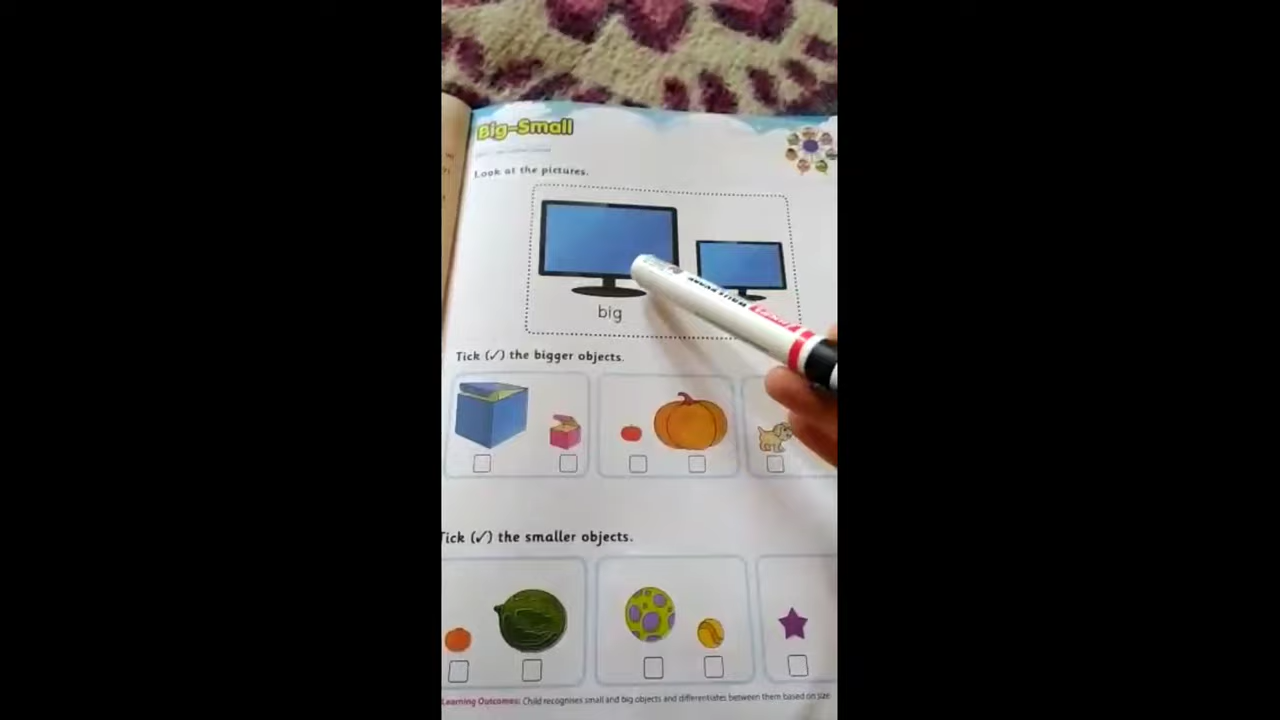 Big-Small
Look at the pictures.
big
Tick (✓) the bigger objects.
Tick (✓) the smaller objects.
Learning Outcomes: Child recognises small and big objects and differentiates between them based on size